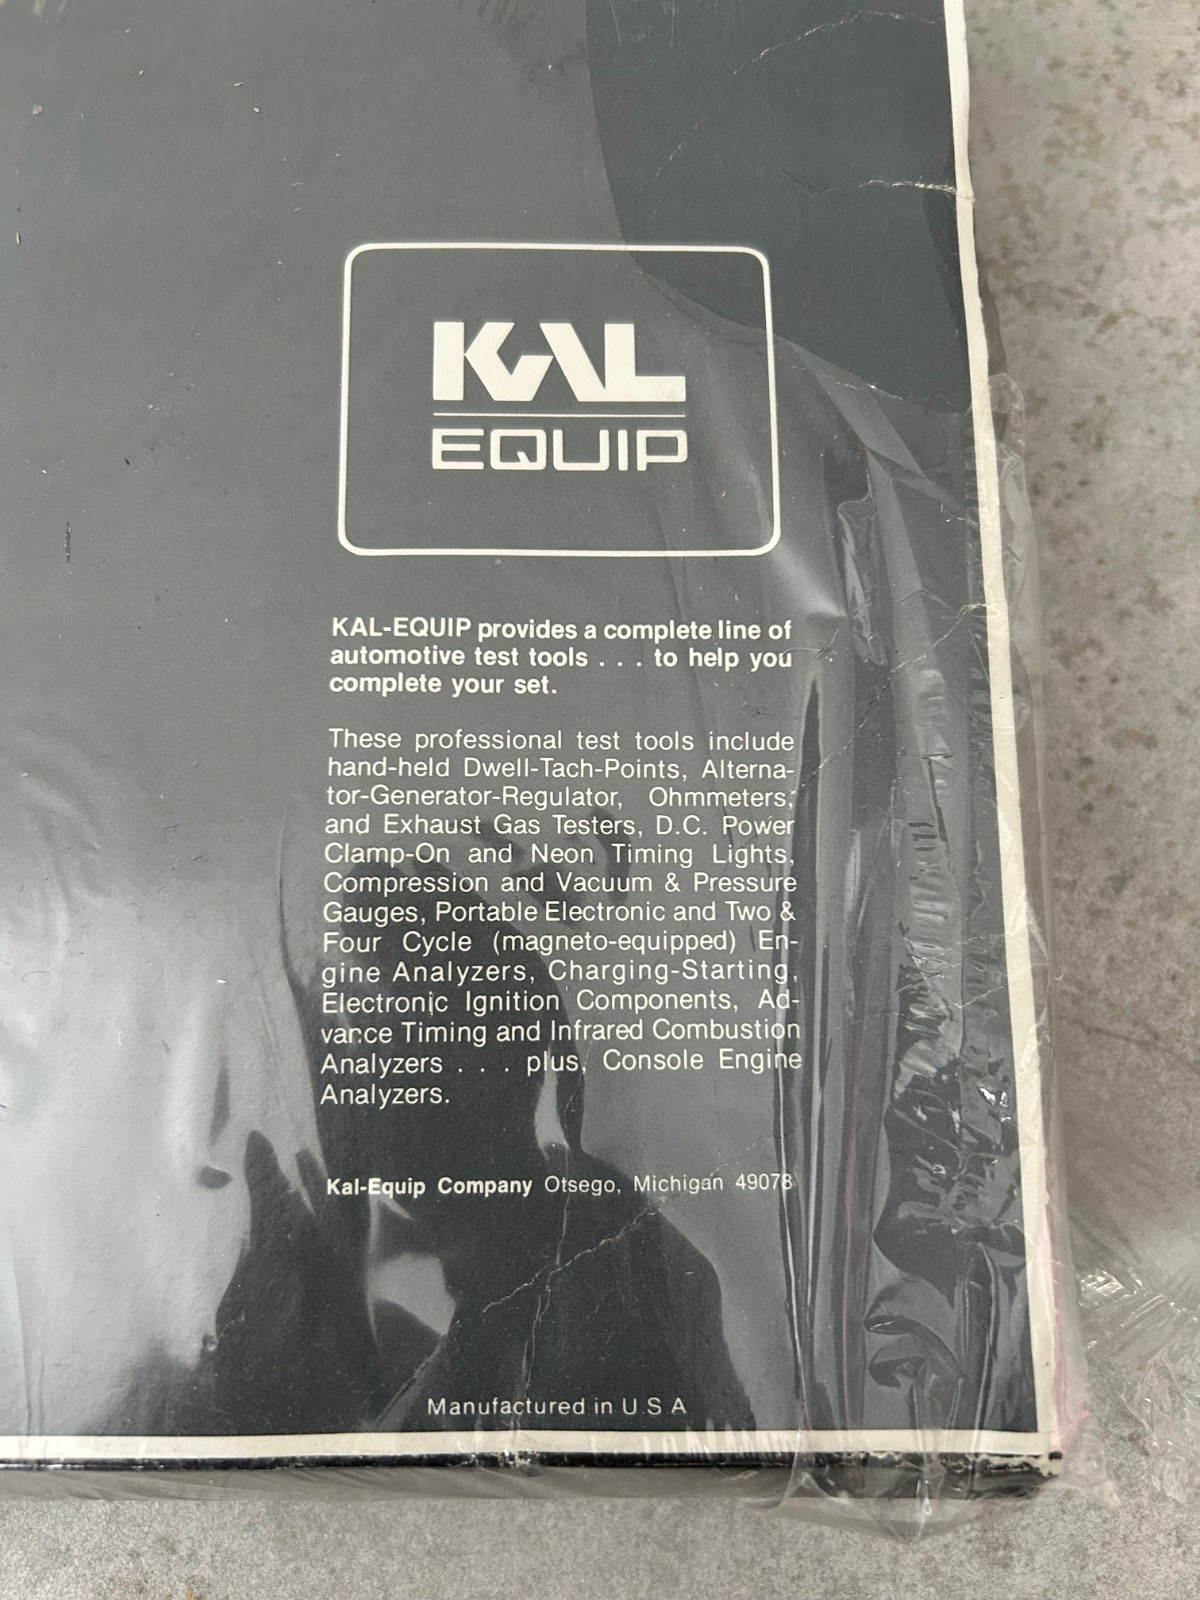 KAL
EQUIP
KAL-EQUIP provides a complete line of
automotive test tools . . . to help you
complete your set.
These professional test tools include
hand-held Dwell-Tach-Points, Alterna-
tor-Generator-Regulator, Ohmmeters,
and Exhaust Gas Testers, D.C. Power
Clamp-On and Neon Timing Lights,
Compression and Vacuum & Pressure
Gauges, Portable Electronic and Two &
Four Cycle (magneto-equipped) En-
gine Analyzers, Charging-Starting,
Electronic Ignition Components, Ad-
vance Timing and Infrared Combustion
Analyzers . . . plus, Console Engine
Analyzers.
Kal-Equip Company Otsego, Michigan 49078
Manufactured in U.S.A